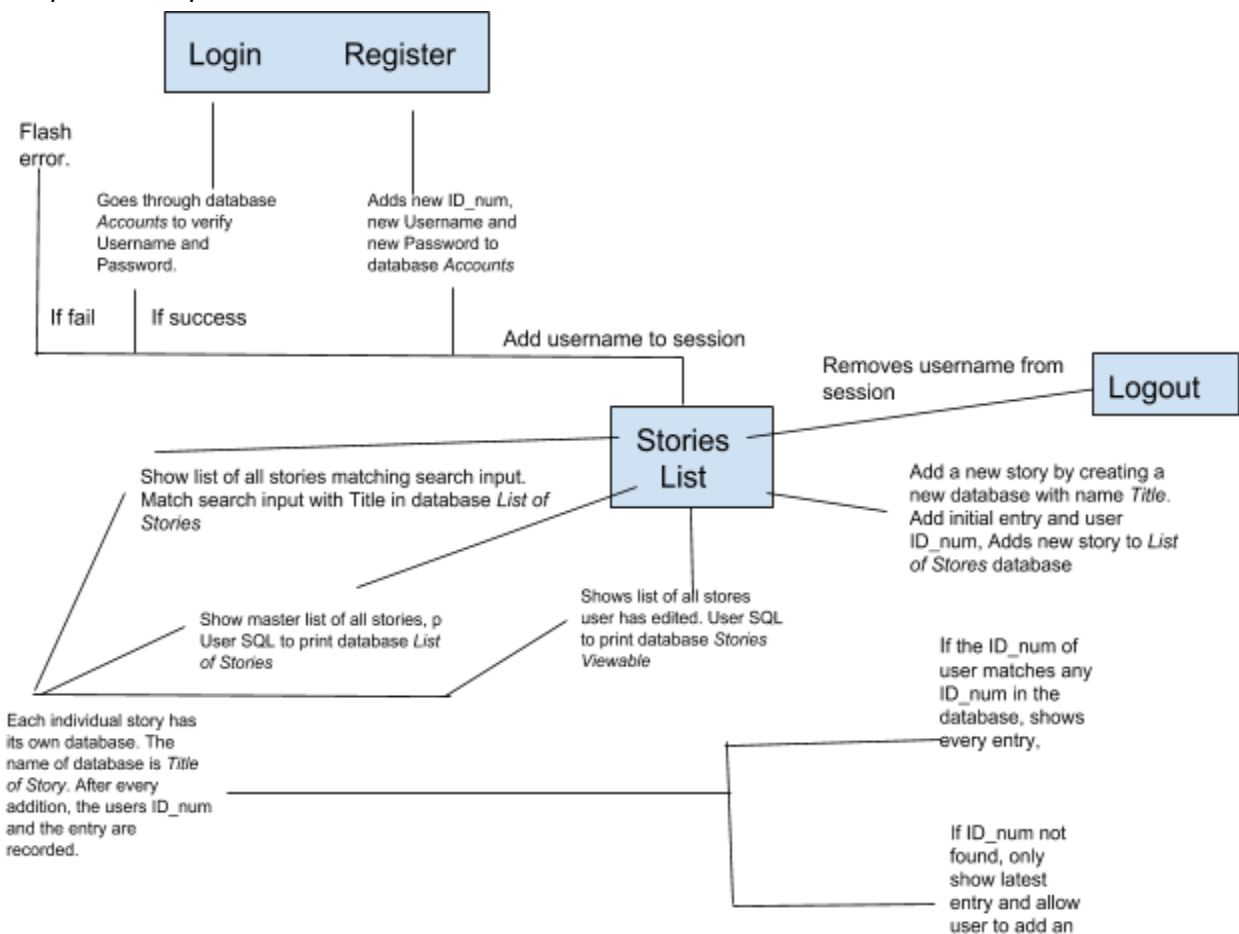 Login Register
Flash
error.
Goes through database
Accounts to verify
Username and
Password.
Adds new ID_num,
new Username and
new Password to
database Accounts
If fail
If success
Add username to session
Removes username from
session
Logout
Stories
List
Show list of all stories matching search input.
Match search input with Title in database List of
Stories
Add a new story by creating a
new database with name Title.
Add initial entry and user
ID_num, Adds new story to List
of Stores database
Show master list of all stories, p
User SQL to print database List
of Stories
Shows list of all stores
user has edited. User SQL
to print database Stories
Viewable
If the ID_num of
user matches any
ID_num in the
database, shows
every entry,
Each individual story has
its own database. The
name of database is Title
of Story. After every
addition, the users ID_num
and the entry are
recorded.
If ID_num not
found, only
show latest
entry and allow
user to add an